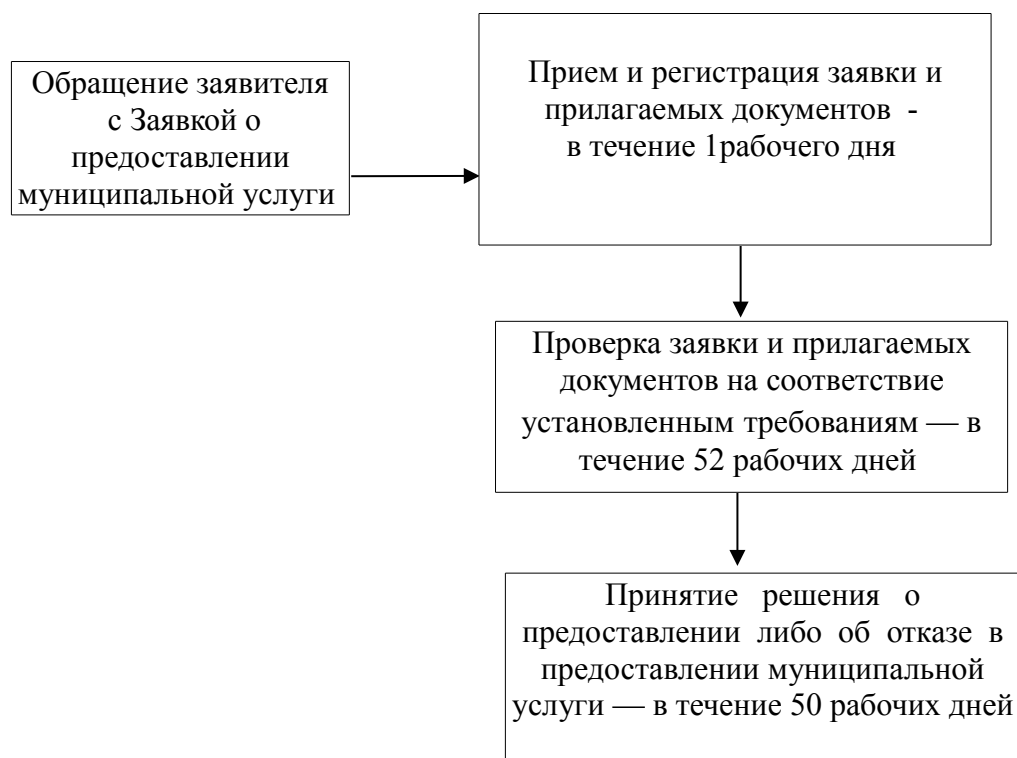 Обращение заявителя
с Заявкой о
предоставлении
муниципальной услуги
Прием и регистрация заявки и
прилагаемых документов -
в течение 1рабочего дня
Проверка заявки и прилагаемых
документов на соответствие
установленным требованиям — в
течение 52 рабочих дней
Принятие решения о
предоставлении либо об отказе в
предоставлении муниципальной
услуги — в течение 50 рабочих дней